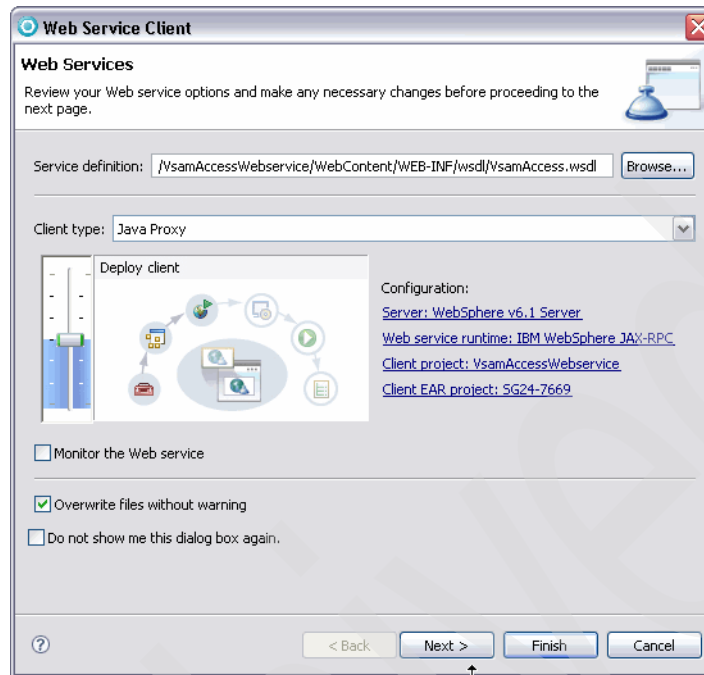 Web Service Client
Web Services
Review your Web service options and make any necessary changes before proceeding to the
next page.
Service definition: /VsamAccessWebservice/WebContent/WEB-INF/wsdl/VsamAccess.wsdl Browse...
Client type: Java Proxy
Deploy client
Configuration:
Server: WebSphere v6.1 Server
Web service runtime: IBM WebSphere JAX-RPC
Client project: VsamAccessWebservice
Client EAR project: SG24-7669
Monitor the Web service
Overwrite files without warning
Do not show me this dialog box again.
? < Back Next > Finish Cancel